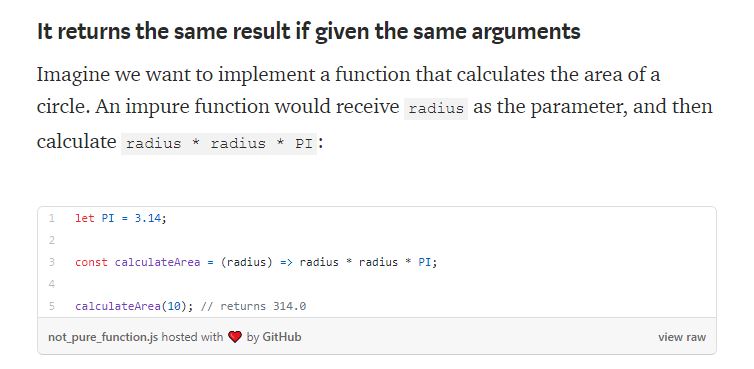 It returns the same result if given the same arguments
Imagine we want to implement a function that calculates the area of a
circle. An impure function would receive radius as the parameter, and then
calculate radius * radius * PI:
1 let PI = 3.14;
2
3 const calculateArea = (radius) => radius * radius * PI;
4
5 calculateArea(10); // returns 314.0
not_pure_function.js hosted with ❤ by GitHub view raw